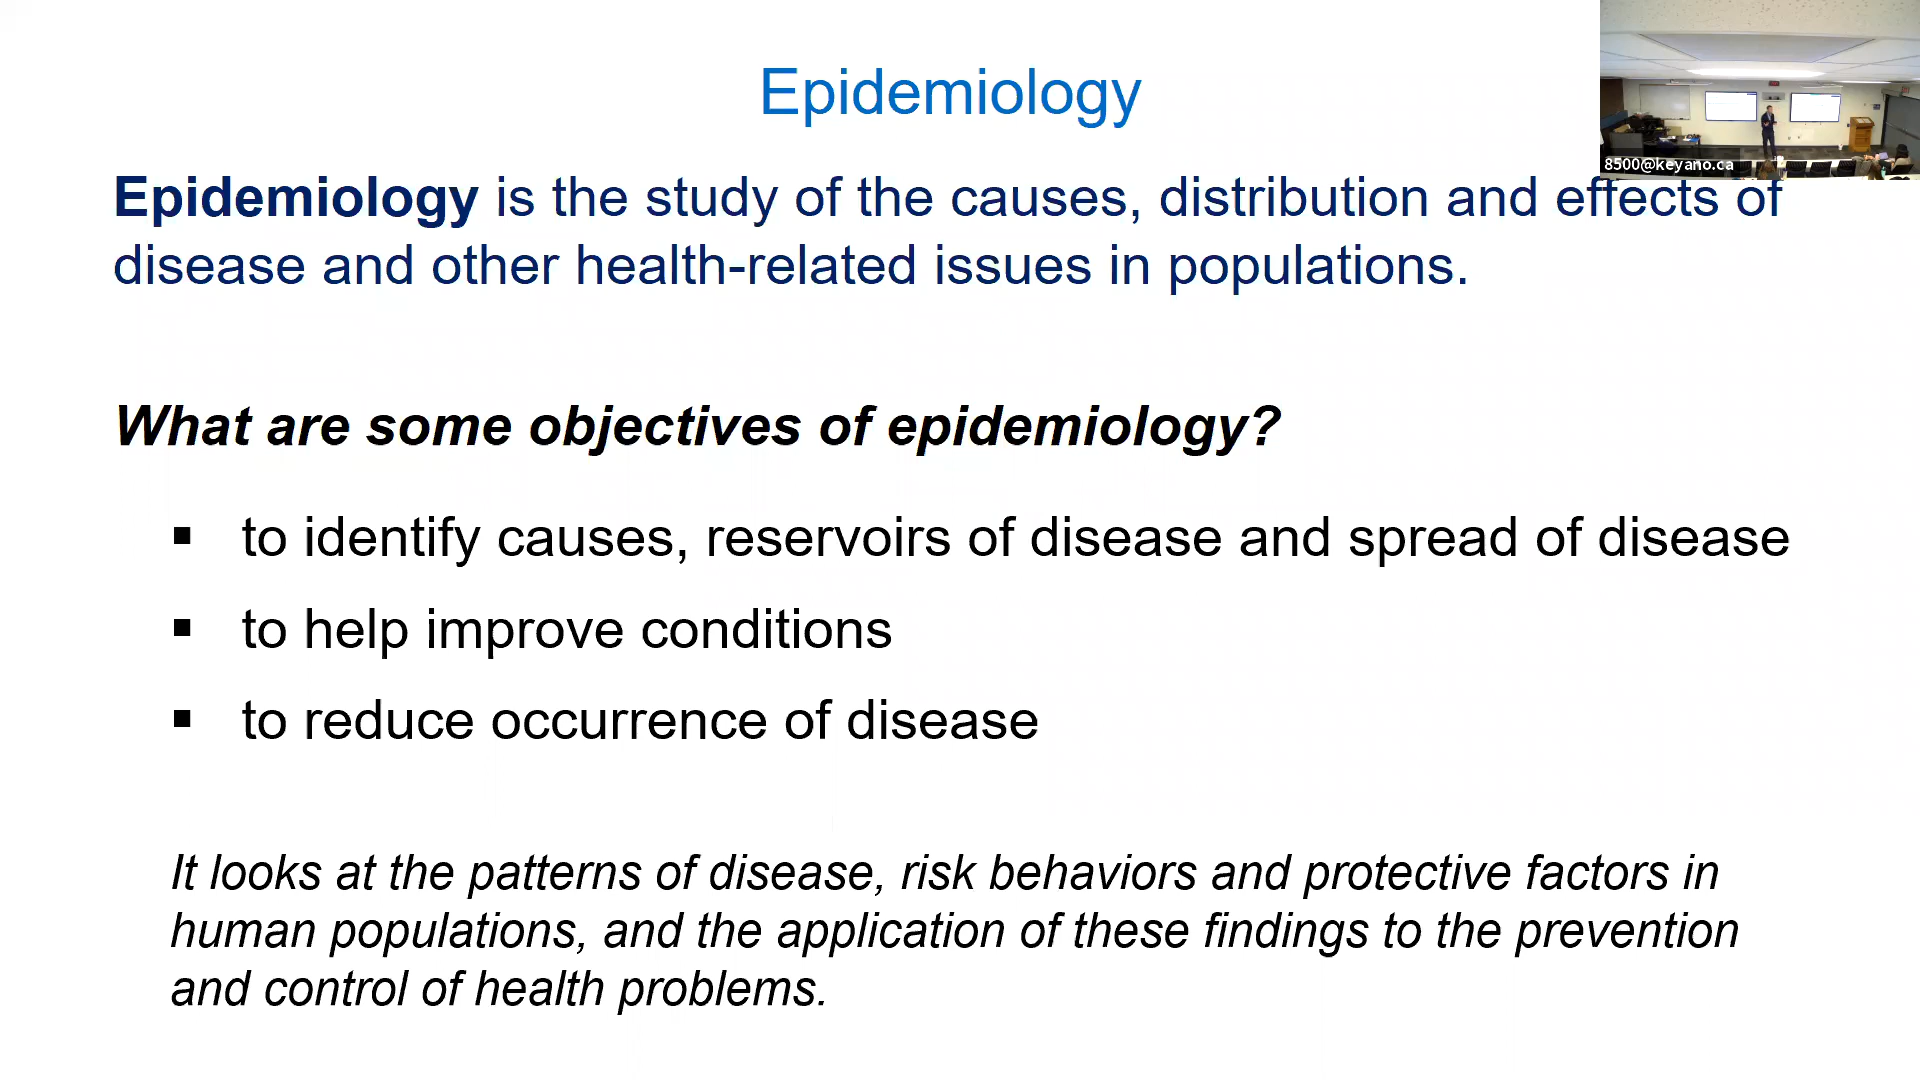 Epidemiology
8500@keyano.ca
Epidemiology is the study of the causes, distribution and effects of
disease and other health-related issues in populations.
What are some objectives of epidemiology?
▪ to identify causes, reservoirs of disease and spread of disease
▪ to help improve conditions
▪ to reduce occurrence of disease
It looks at the patterns of disease, risk behaviors and protective factors in
human populations, and the application of these findings to the prevention
and control of health problems.